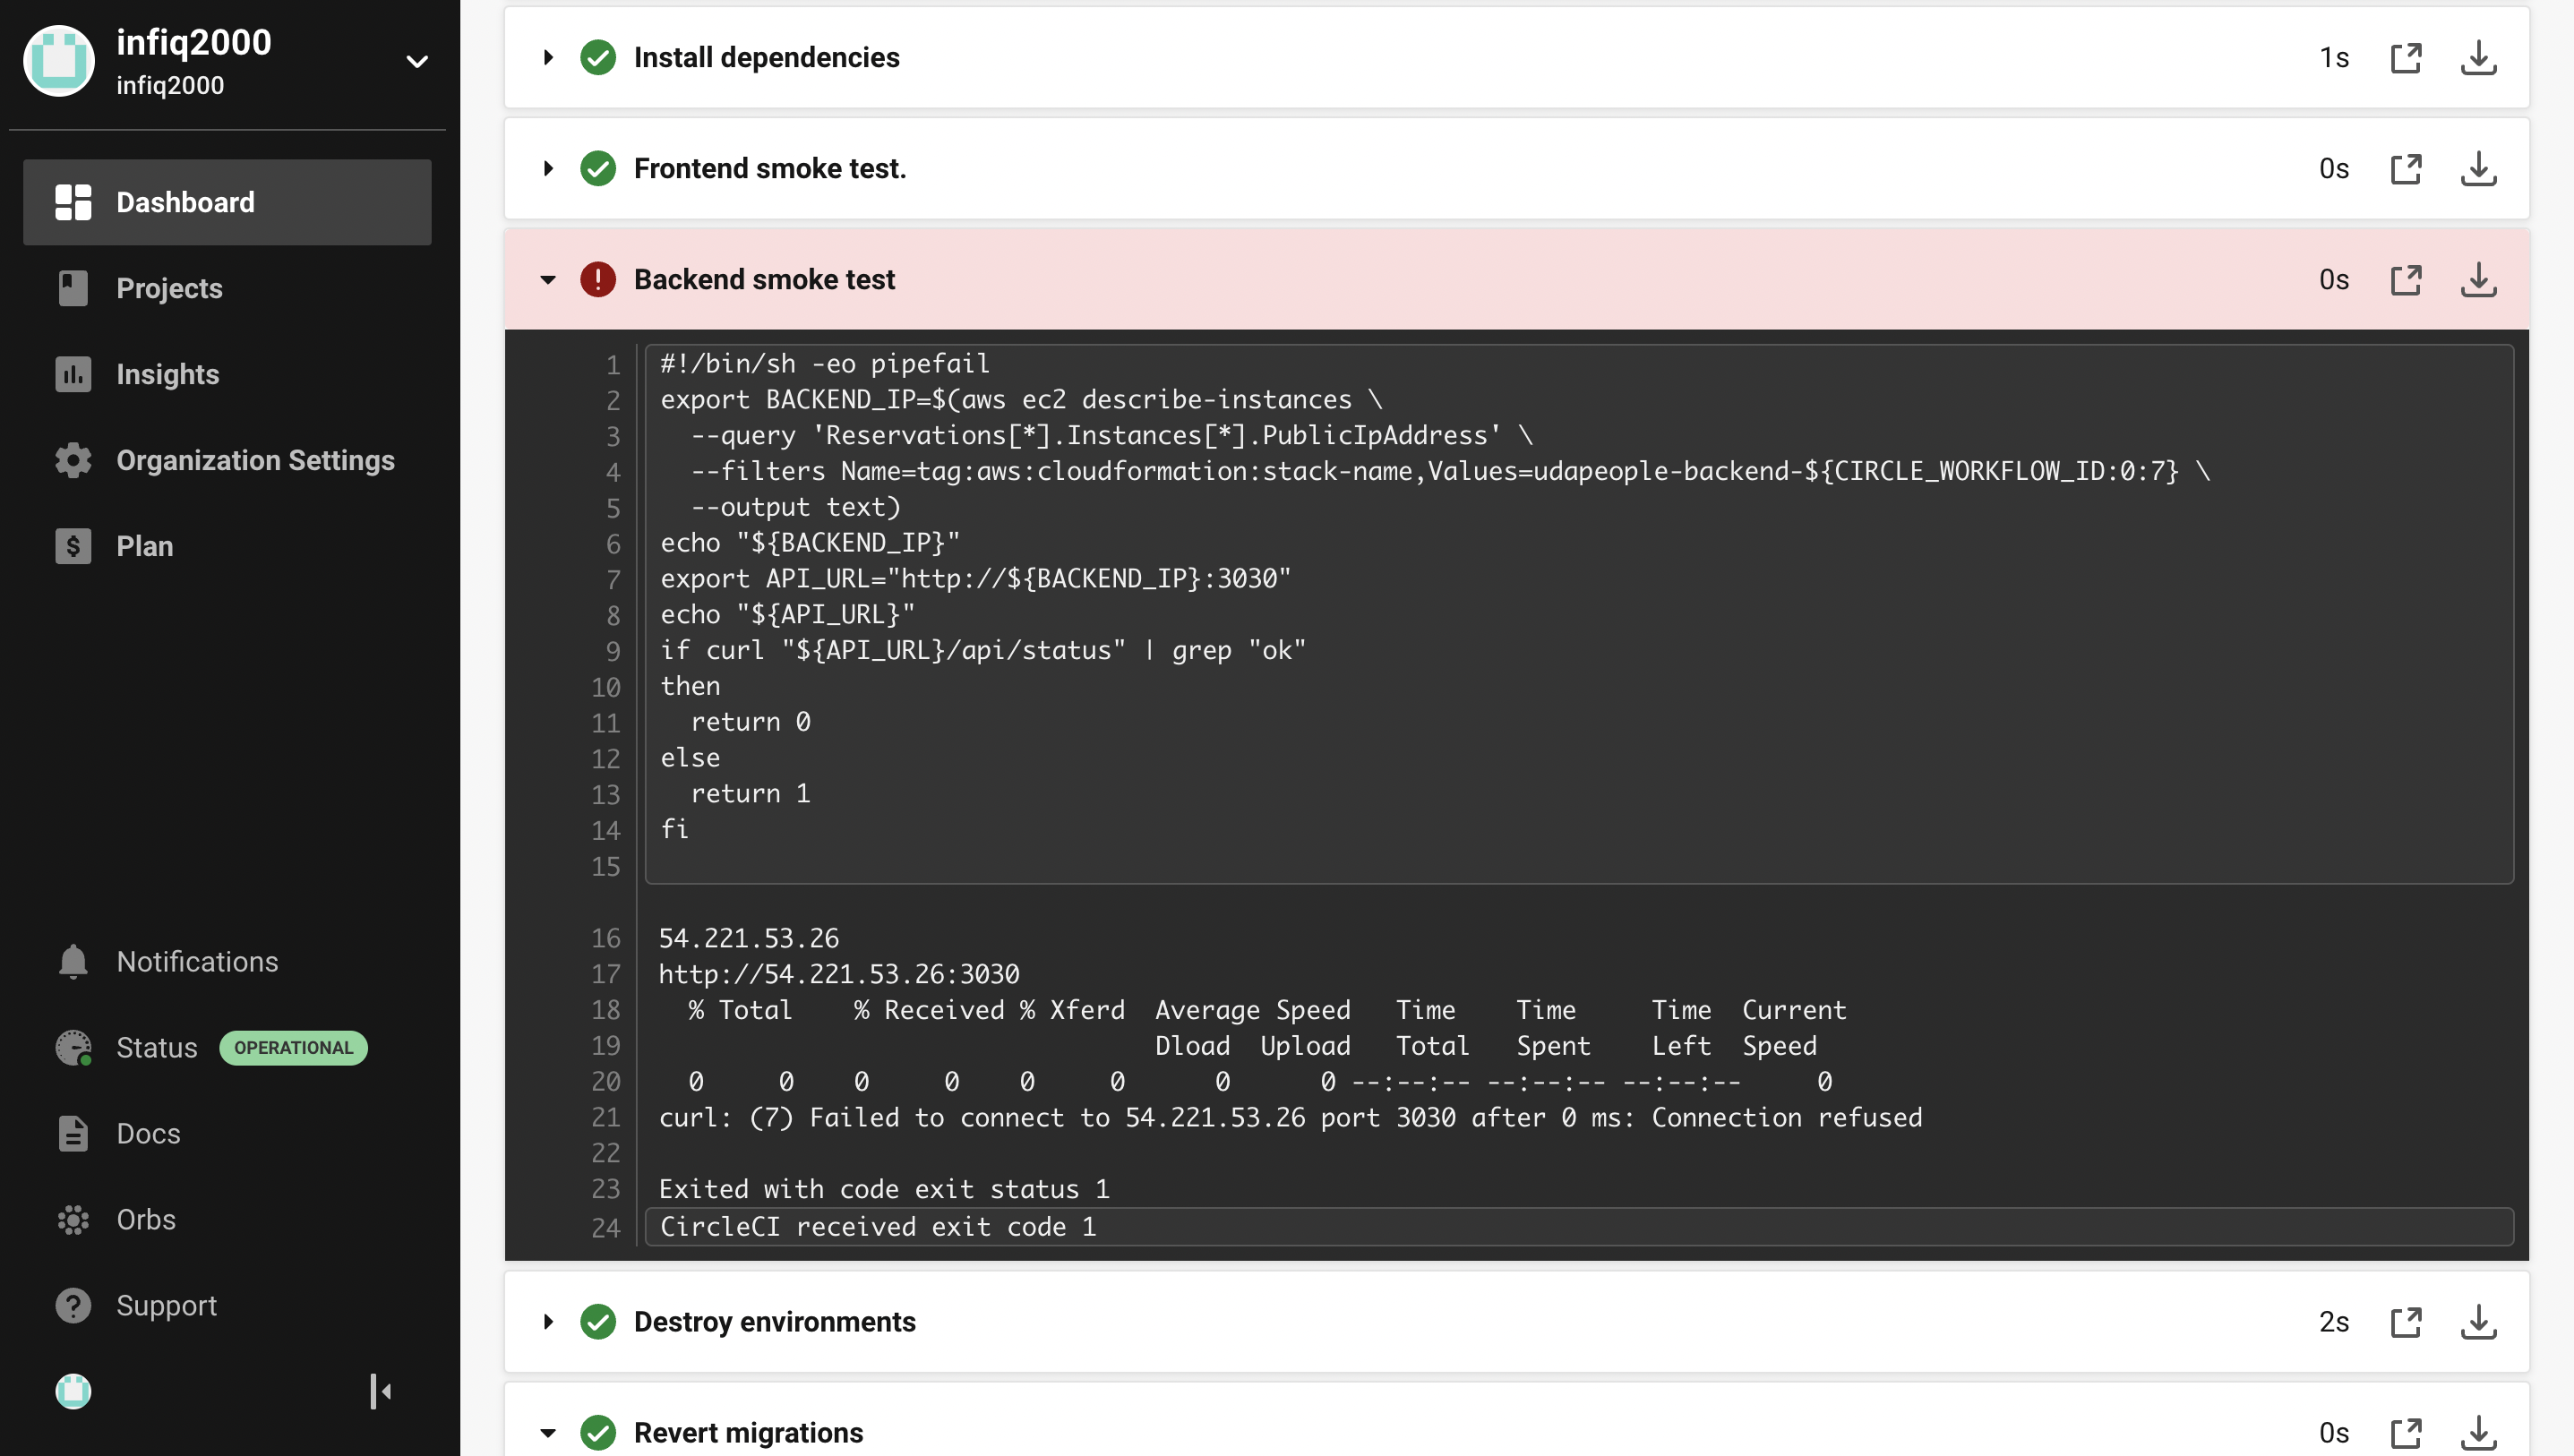 infiq2000
infiq2000
Dashboard
Projects
Insights
Organization Settings
Plan
Notifications
Status OPERATIONAL
Docs
Orbs
Support
Install dependencies 1s
Frontend smoke test. 0s
Backend smoke test 0s
1 #!/bin/sh -eo pipefail
2 export BACKEND_IP=$(aws ec2 describe-instances \
3   --query 'Reservations[*].Instances[*].PublicIpAddress' \
4   --filters Name=tag:aws:cloudformation:stack-name,Values=udapeople-backend-${CIRCLE_WORKFLOW_ID:0:7} \
5   --output text)
6 echo "${BACKEND_IP}"
7 export API_URL="http://${BACKEND_IP}:3030"
8 echo "${API_URL}"
9 if curl "${API_URL}/api/status" | grep "ok"
10 then
11   return 0
12 else
13   return 1
14 fi
15
16 54.221.53.26
17 http://54.221.53.26:3030
18   % Total    % Received % Xferd  Average Speed   Time    Time     Time  Current
19                                  Dload  Upload   Total   Spent    Left  Speed
20   0     0    0     0    0     0      0      0 --:--:-- --:--:-- --:--:--     0
21 curl: (7) Failed to connect to 54.221.53.26 port 3030 after 0 ms: Connection refused
22
23 Exited with code exit status 1
24 CircleCI received exit code 1
Destroy environments 2s
Revert migrations 0s